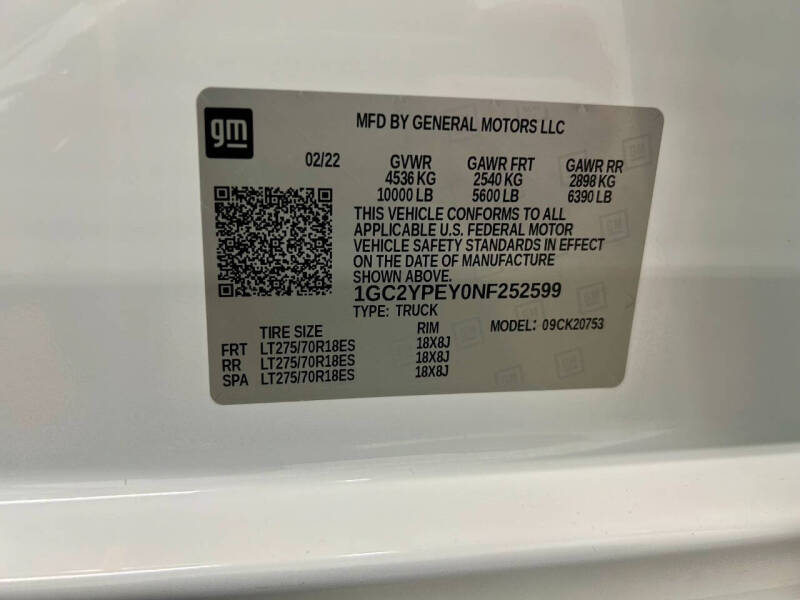 gm
MFD BY GENERAL MOTORS LLC
02/22 GVWR GAWR FRT GAWR RR
4536 KG 2540 KG 2898 KG
10000 LB 5600 LB 6390 LB
THIS VEHICLE CONFORMS TO ALL
APPLICABLE U.S. FEDERAL MOTOR
VEHICLE SAFETY STANDARDS IN EFFECT
ON THE DATE OF MANUFACTURE
SHOWN ABOVE.
1GC2YPEY0NF252599
TYPE: TRUCK MODEL: 09CK20753
TIRE SIZE RIM
FRT LT275/70R18ES 18X8J
RR LT275/70R18ES 18X8J
SPA LT275/70R18ES 18X8J